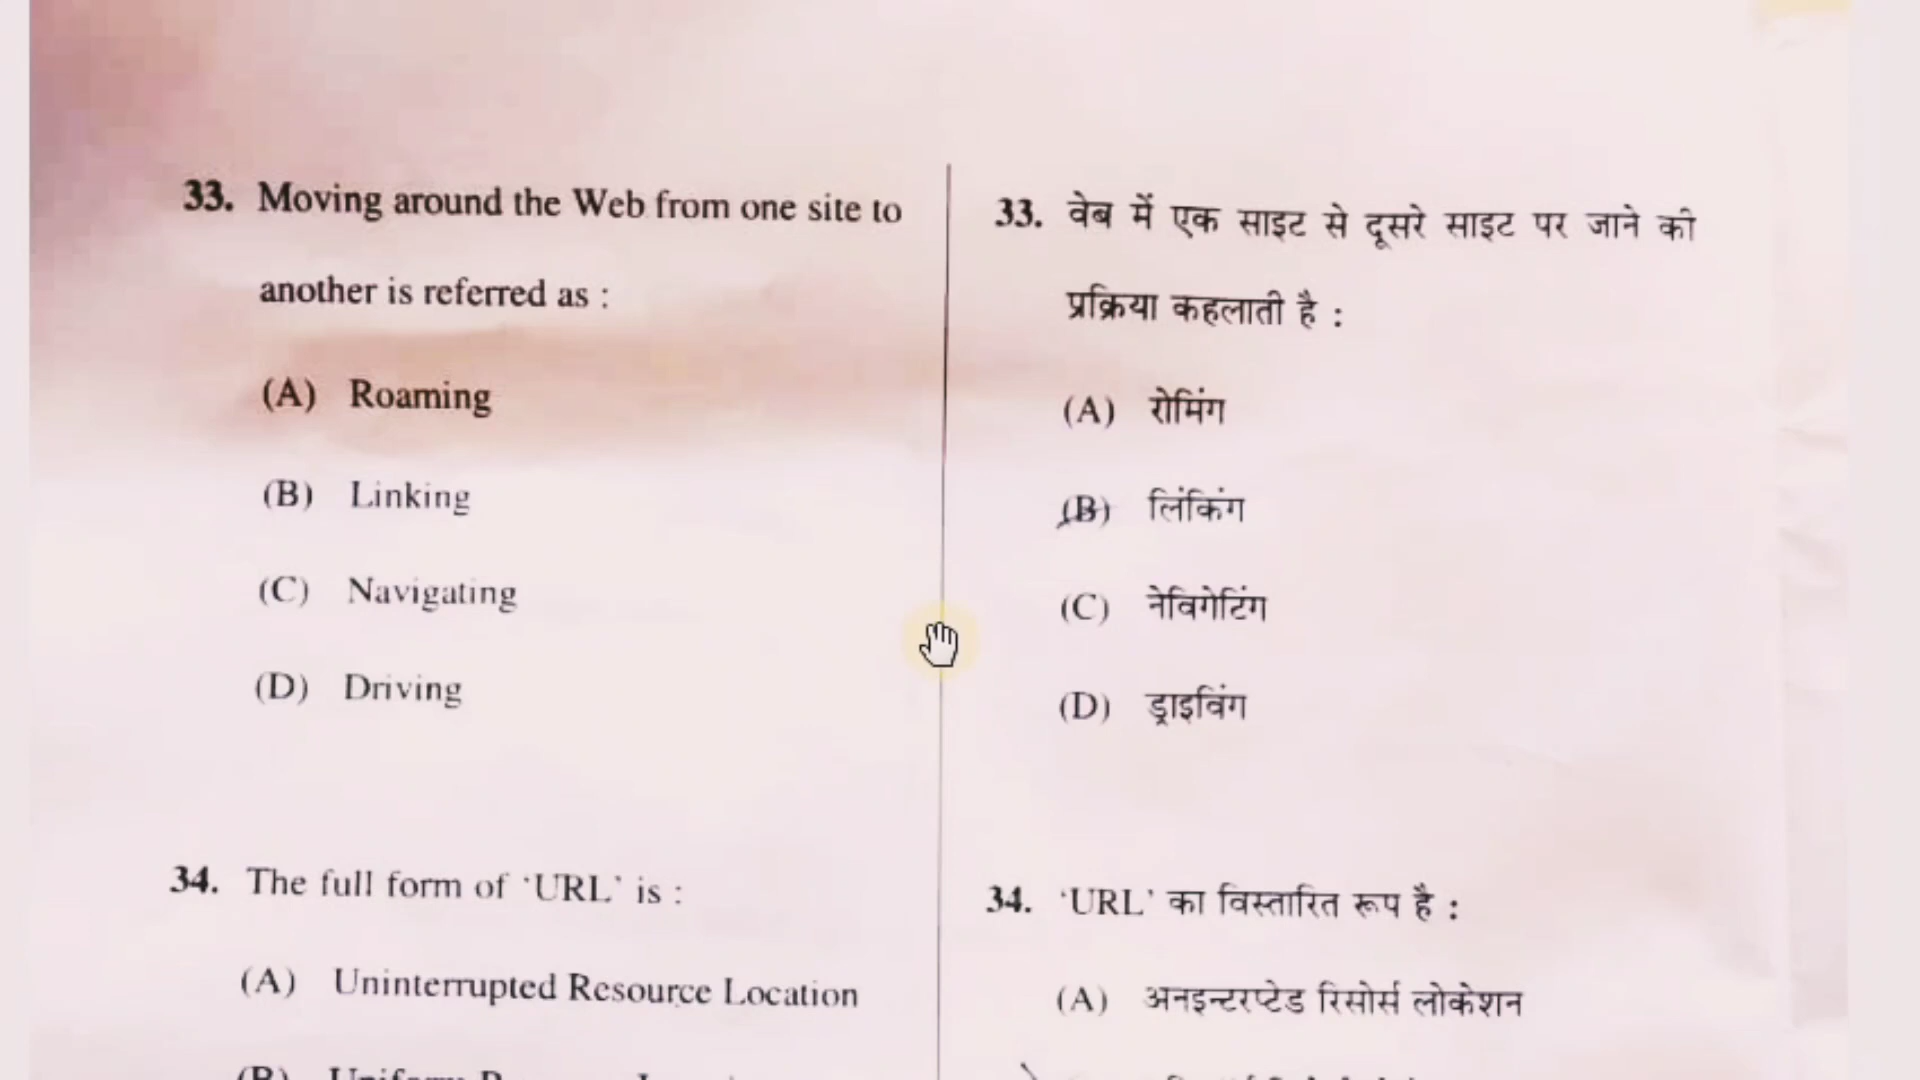 33. Moving around the Web from one site to
another is referred as :
(A) Roaming
(B) Linking
(C) Navigating
(D) Driving
34. The full form of ‘URL’ is :
(A) Uninterrupted Resource Location
(B)
33. वेब में एक साइट से दूसरे साइट पर जाने की
प्रक्रिया कहलाती है :
(A) रोमिंग
(B) लिंकिंग
(C) नेविगेटिंग
(D) ड्राइविंग
34. ‘URL’ का विस्तारित रूप है :
(A) अनइन्टरप्टेड रिसोर्स लोकेशन